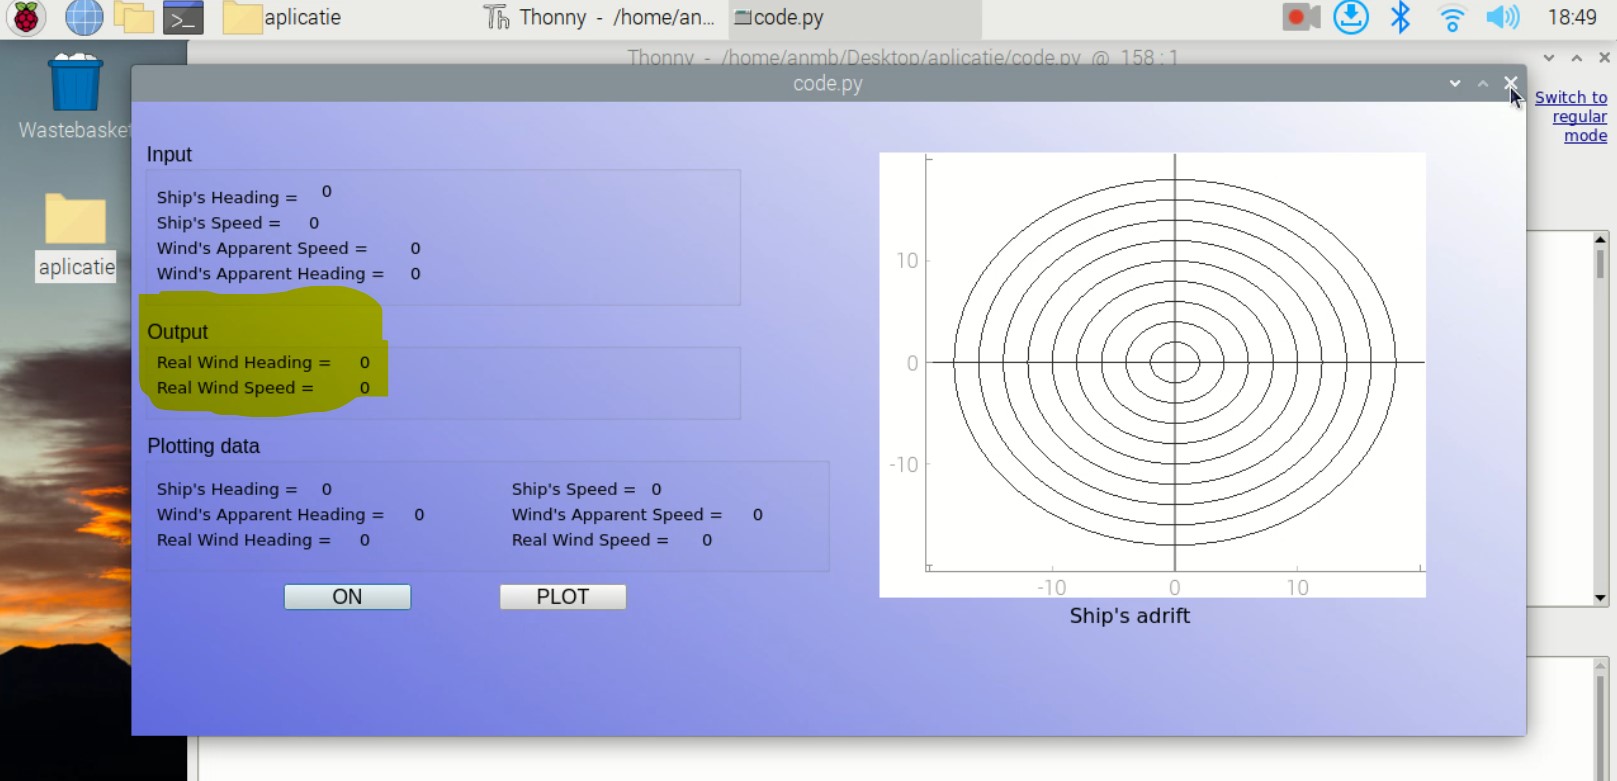 aplicatie
Thonny - /home/an...
code.py
18:49
Thonny - /home/anmb/Desktop/aplicatie/code.py @ 158 : 1
code.py
Switch to
regular
mode
Wastebasket
aplicatie
Input
Ship's Heading = 0
Ship's Speed = 0
Wind's Apparent Speed = 0
Wind's Apparent Heading = 0
Output
Real Wind Heading = 0
Real Wind Speed = 0
Plotting data
Ship's Heading = 0 Ship's Speed = 0
Wind's Apparent Heading = 0 Wind's Apparent Speed = 0
Real Wind Heading = 0 Real Wind Speed = 0
ON PLOT
10
0
-10
-10 0 10
Ship's adrift